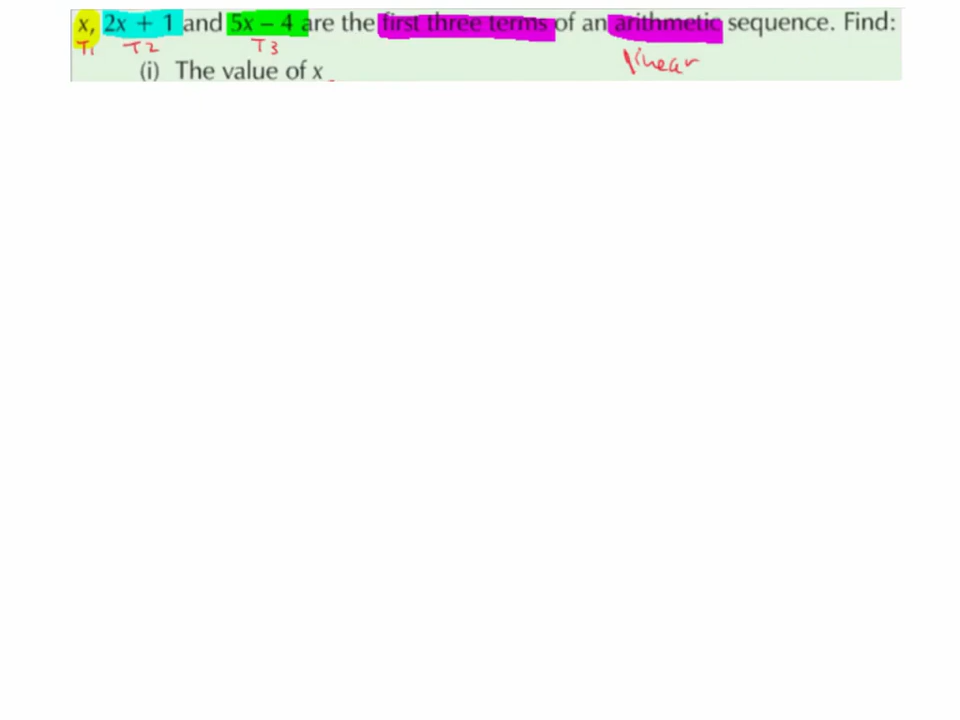 x, 2x + 1 and 5x – 4 are the first three terms of an arithmetic sequence. Find:
T1 T2 T3 linear
(i) The value of x